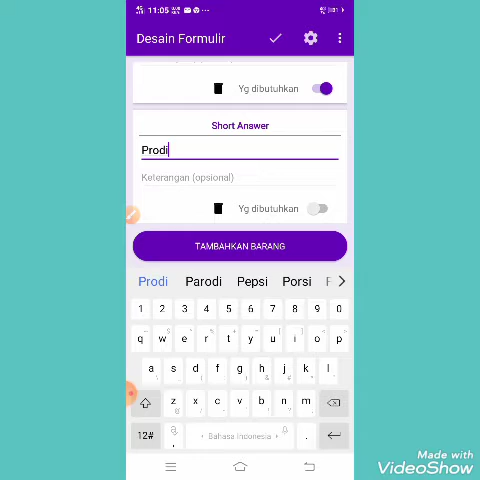 11:05
Desain Formulir
Yg dibutuhkan
Short Answer
Prodi
Keterangan (opsional)
Yg dibutuhkan
TAMBAHKAN BARANG
Prodi Parodi Pepsi Porsi
1 2 3 4 5 6 7 8 9 0
q w e r t y u i o p
a s d f g h j k l
z x c v b n m
12# , Bahasa Indonesia .
Made with
VideoShow